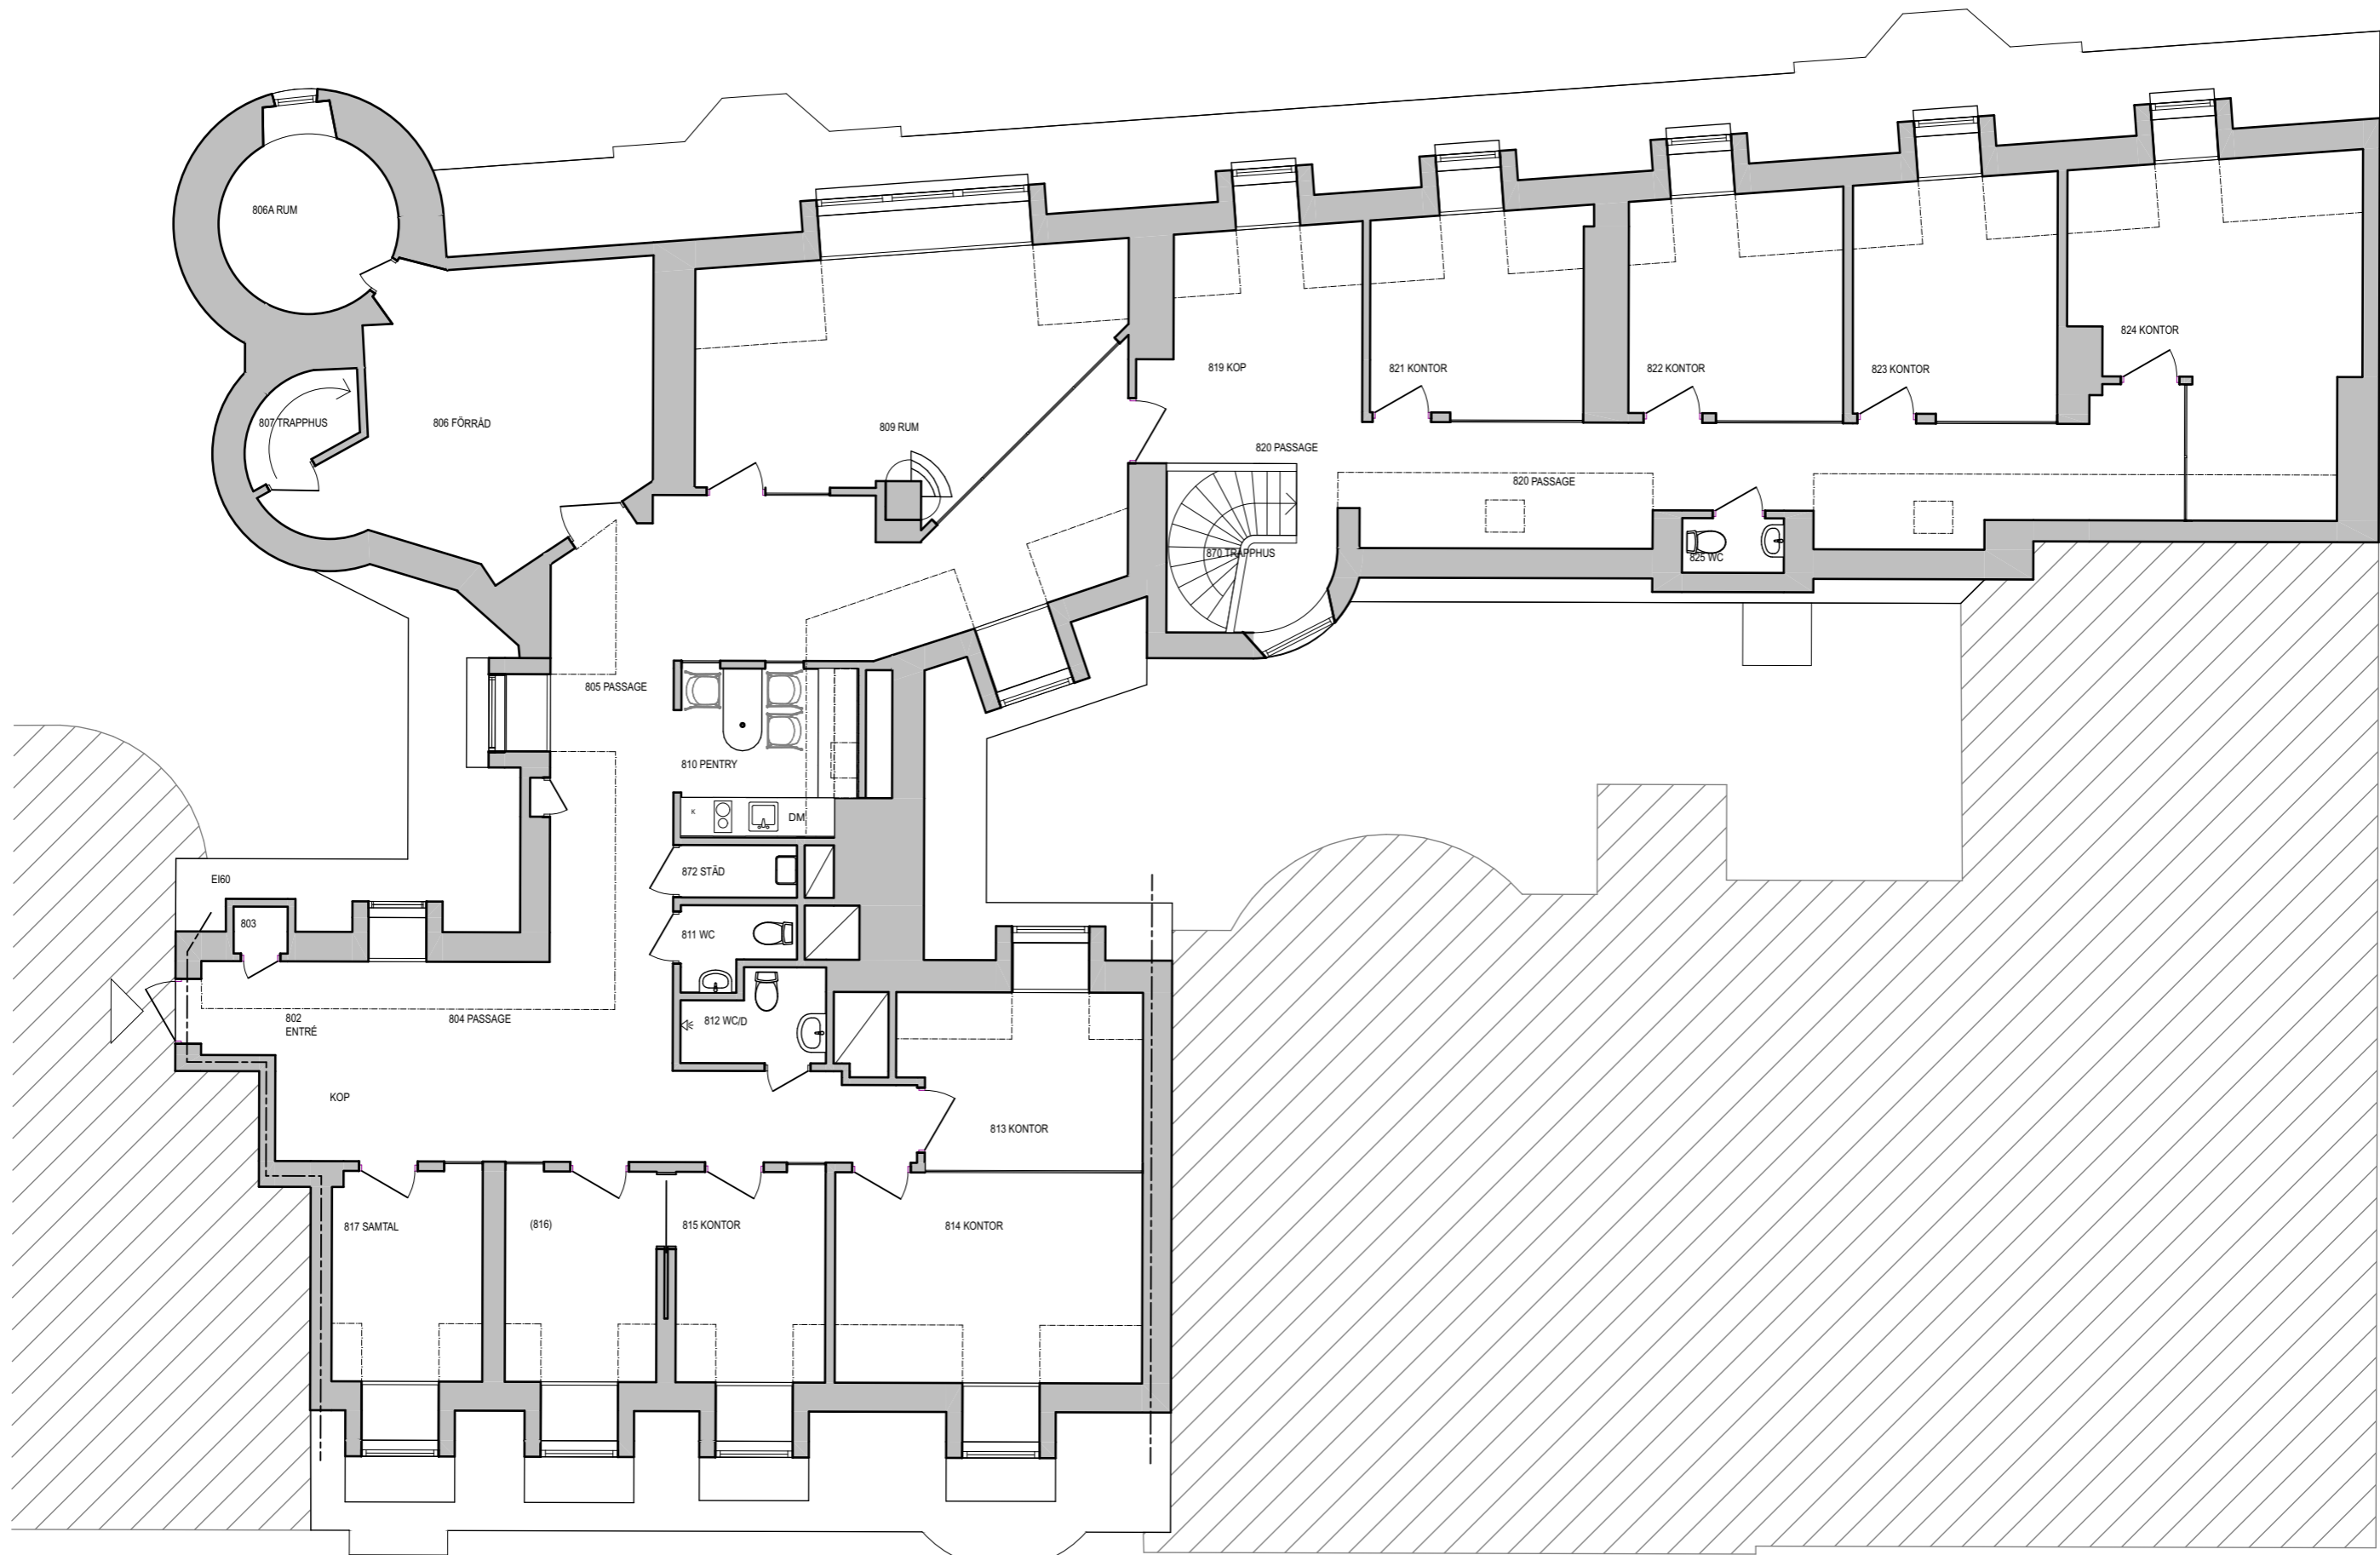 806A RUM
807 TRAPPHUS
806 FÖRRÅD
809 RUM
819 KOP
821 KONTOR
822 KONTOR
823 KONTOR
824 KONTOR
820 PASSAGE
820 PASSAGE
870 TRAPPHUS
825 WC
805 PASSAGE
810 PENTRY
K
DM
872 STÄD
EI60
803
811 WC
802
ENTRÉ
804 PASSAGE
812 WC/D
KOP
813 KONTOR
817 SAMTAL
(816)
815 KONTOR
814 KONTOR